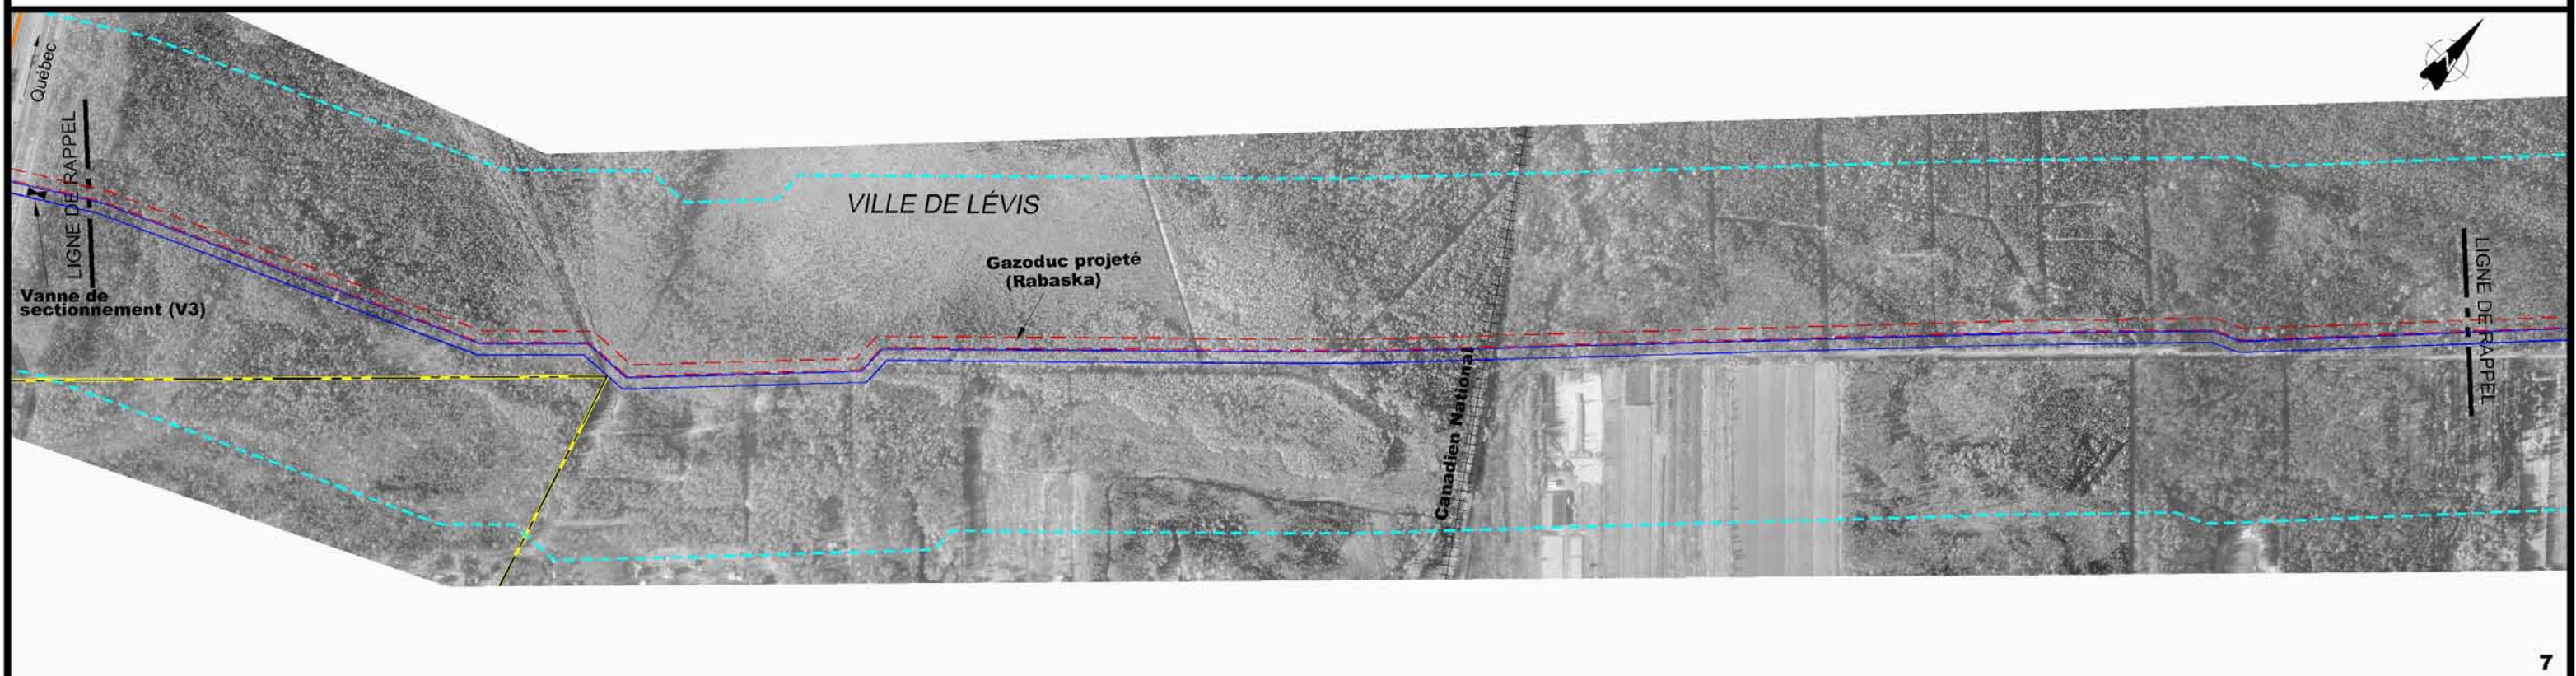 Québec
LIGNE DE RAPPEL
Vanne de
sectionnement (V3)
VILLE DE LÉVIS
Gazoduc projeté
(Rabaska)
Canadien National
LIGNE DE RAPPEL
N
7